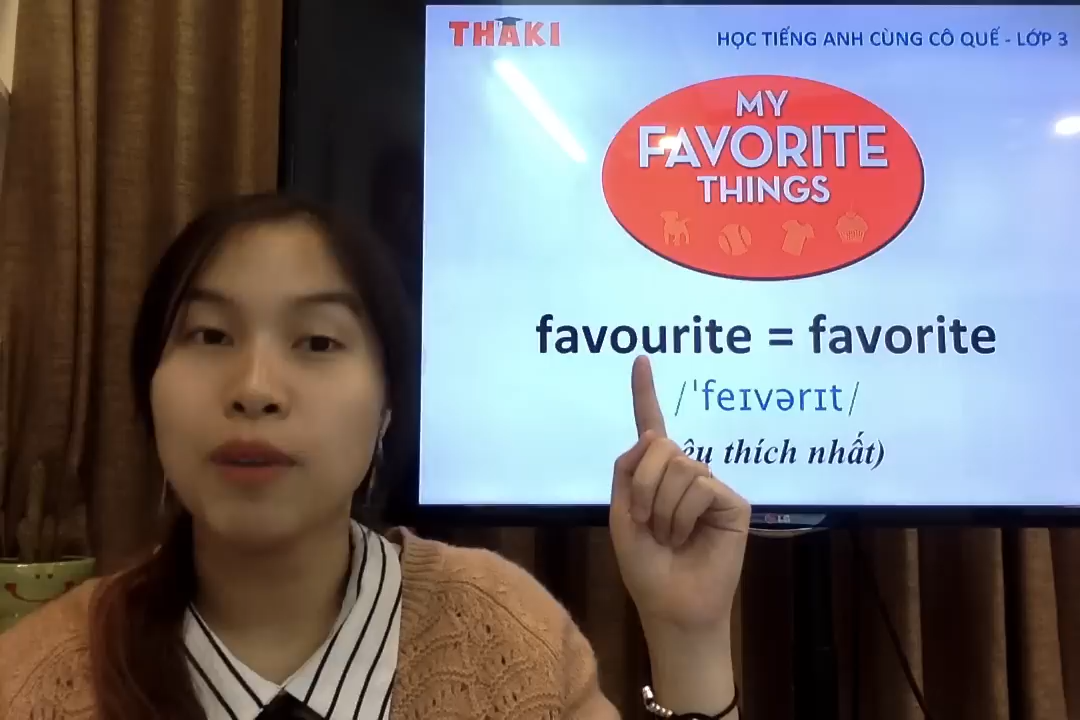 THAKI
HỌC TIẾNG ANH CÙNG CÔ QUẾ - LỚP 3
MY
FAVORITE
THINGS
favourite = favorite
/ˈfeɪvərɪt/
thích nhất)
LG